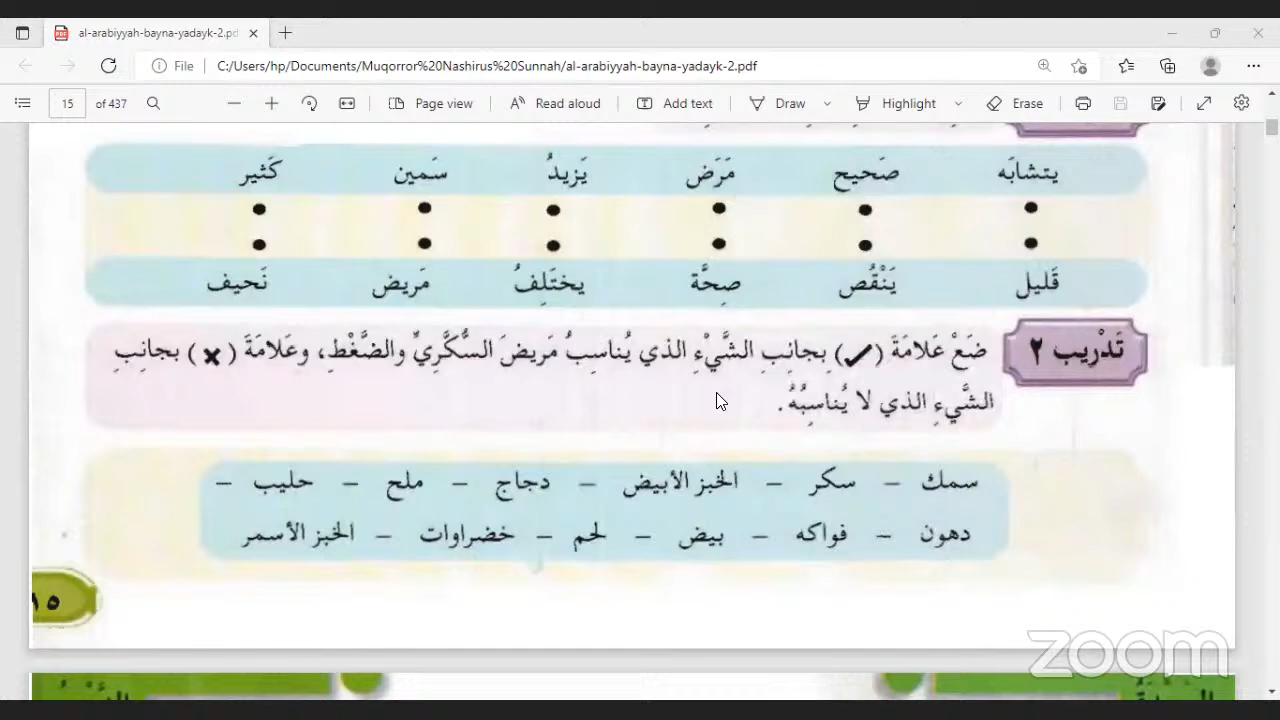 al-arabiyyah-bayna-yadayk-2.pd
File C:/Users/hp/Documents/Muqorror%20Nashirus%20Sunnah/al-arabiyyah-bayna-yadayk-2.pdf
15 of 437 Page view Read aloud Add text Draw Highlight Erase
يتشابَه صَحيح مَرَض يَزيدُ سَمين كَثير
قَليل يَنْقُص صِحَّة يختَلِفُ مَريض نَحيف
تَدْريب ٢ ضَعْ عَلامَةَ (✓) بجانِبِ الشَّيْءِ الذي يُناسِبُ مَريضَ السُّكَّرِيِّ والضَّغْطِ، وعَلامَةَ (✗) بجانِبِ
الشَّيءِ الذي لا يُناسِبُهُ.
سمك – سكر – الخبز الأبيض – دجاج – ملح – حليب –
دهون – فواكه – بيض – لحم – خضراوات – الخبز الأسمر
١٥
zoom